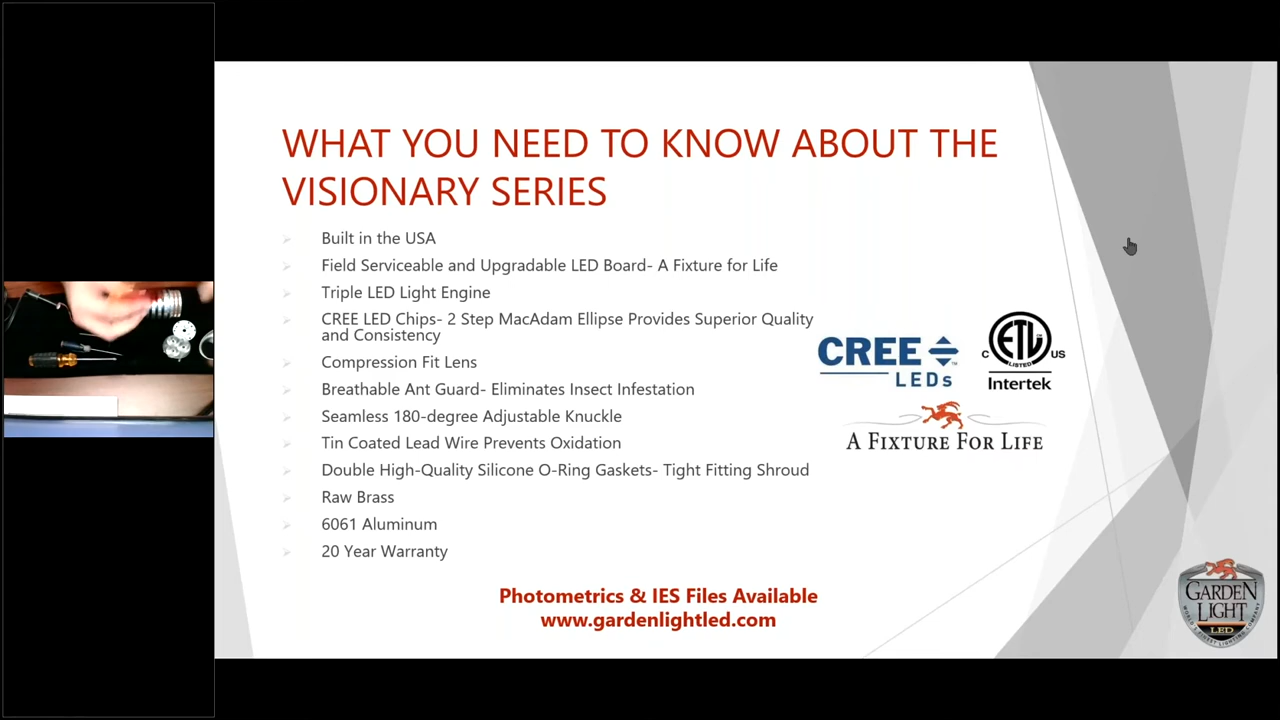 WHAT YOU NEED TO KNOW ABOUT THE
VISIONARY SERIES
Built in the USA
Field Serviceable and Upgradable LED Board- A Fixture for Life
Triple LED Light Engine
CREE LED Chips- 2 Step MacAdam Ellipse Provides Superior Quality
and Consistency
Compression Fit Lens
Breathable Ant Guard- Eliminates Insect Infestation
Seamless 180-degree Adjustable Knuckle
Tin Coated Lead Wire Prevents Oxidation
Double High-Quality Silicone O-Ring Gaskets- Tight Fitting Shroud
Raw Brass
6061 Aluminum
20 Year Warranty
CREE
LEDs
ETL
C LISTED US
Intertek
A FIXTURE FOR LIFE
Photometrics & IES Files Available
www.gardenlightled.com
GARDEN
LIGHT
LED